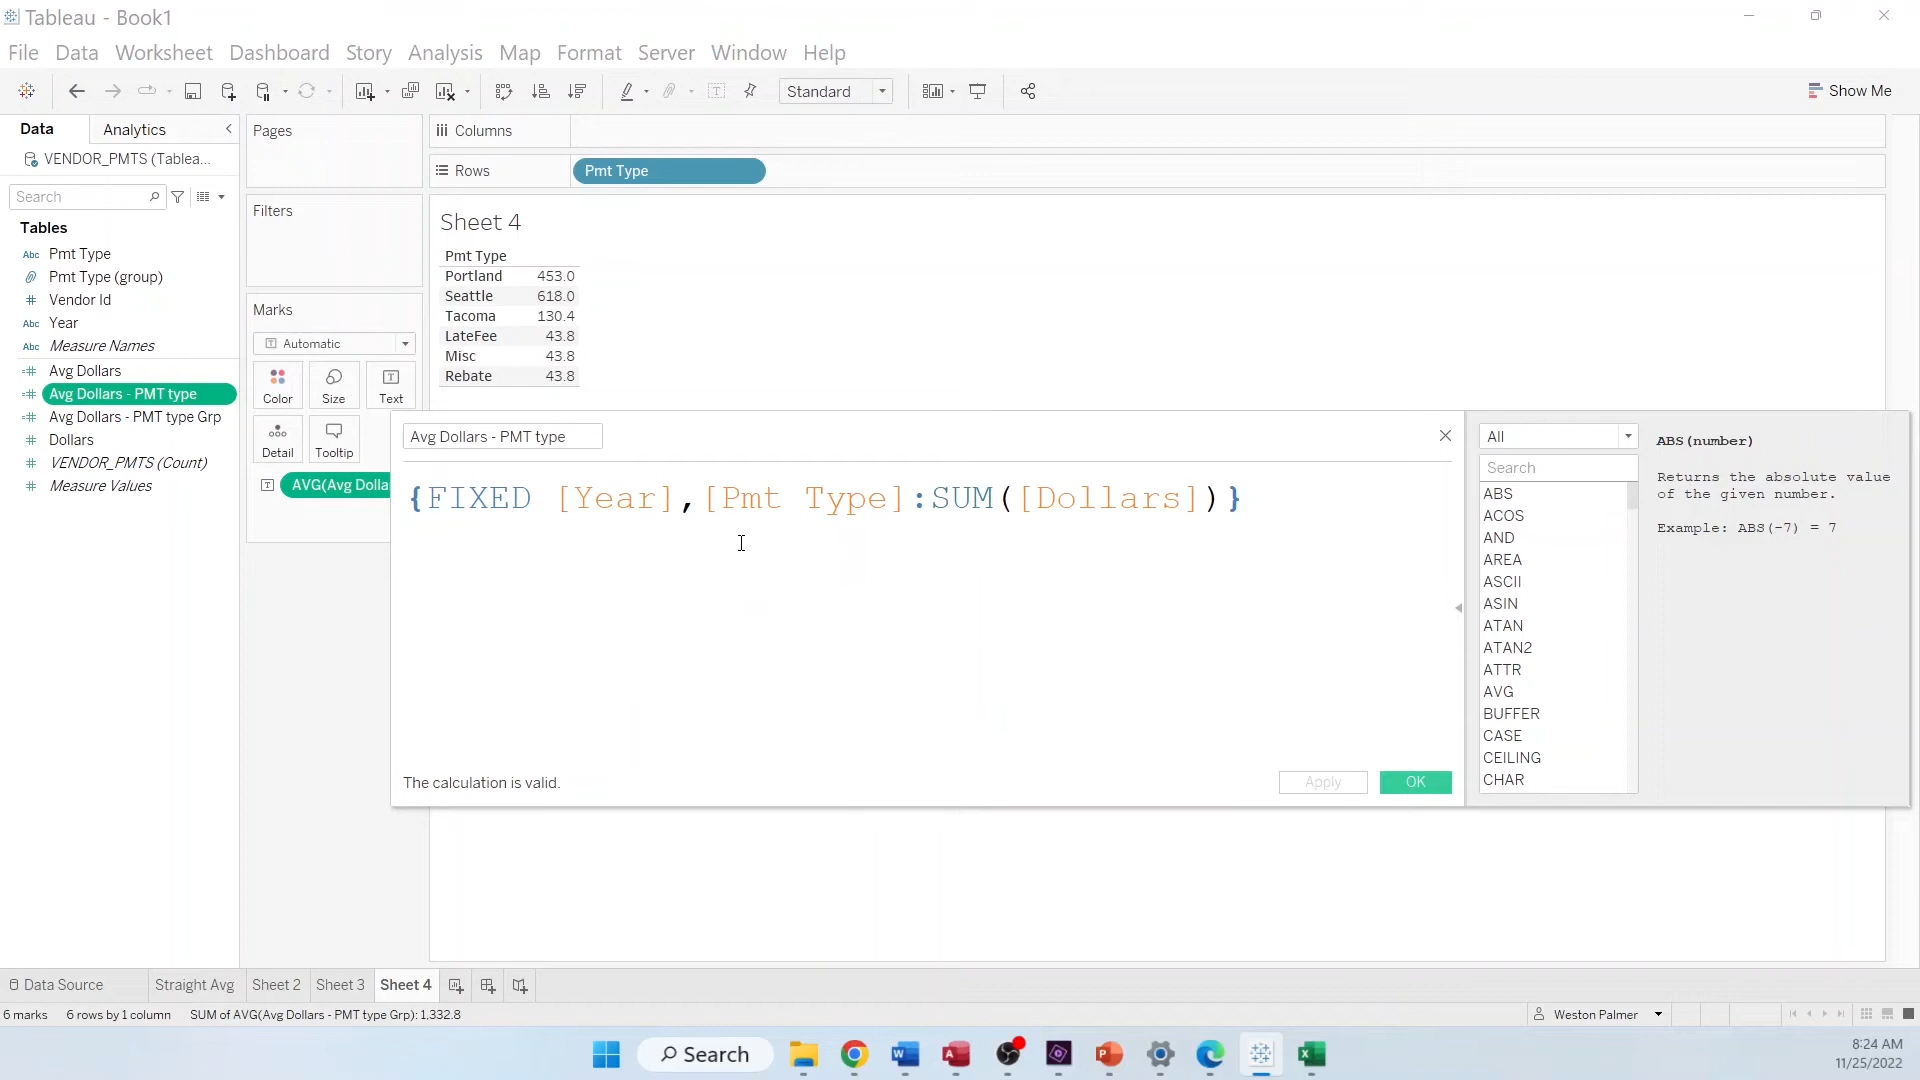 Tableau - Book1
File Data Worksheet Dashboard Story Analysis Map Format Server Window Help
Standard
Show Me
Data Analytics
VENDOR_PMTS (Tablea...
Search
Tables
Abc Pmt Type
Pmt Type (group)
# Vendor Id
Abc Year
Abc Measure Names
=# Avg Dollars
=# Avg Dollars - PMT type
=# Avg Dollars - PMT type Grp
# Dollars
# VENDOR_PMTS (Count)
# Measure Values
Pages
Filters
Marks
Automatic
Color Size Text
Detail Tooltip
AVG(Avg Dolla
Columns
Rows Pmt Type
Sheet 4
Pmt Type
Portland 453.0
Seattle 618.0
Tacoma 130.4
LateFee 43.8
Misc 43.8
Rebate 43.8
Avg Dollars - PMT type
{FIXED [Year],[Pmt Type]:SUM([Dollars])}
The calculation is valid.
Apply OK
All
Search
ABS
ACOS
AND
AREA
ASCII
ASIN
ATAN
ATAN2
ATTR
AVG
BUFFER
CASE
CEILING
CHAR
ABS(number)
Returns the absolute value
of the given number.
Example: ABS(-7) = 7
Data Source Straight Avg Sheet 2 Sheet 3 Sheet 4
6 marks 6 rows by 1 column SUM of AVG(Avg Dollars - PMT type Grp): 1,332.8
Weston Palmer
Search
8:24 AM
11/25/2022